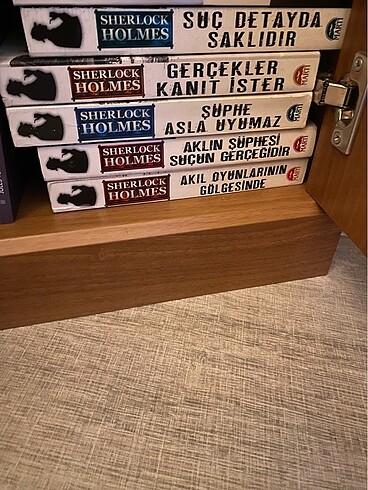 SHERLOCK
HOLMES
SUÇ DETAYDA
SAKLIDIR
SHERLOCK
HOLMES
GERÇEKLER
KANIT İSTER
SHERLOCK
HOLMES
ŞÜPHE
ASLA UYUMAZ
SHERLOCK
HOLMES
AKLIN ŞÜPHESİ
SUÇUN GERÇEĞİDİR
SHERLOCK
HOLMES
AKIL OYUNLARININ
GÖLGESİNDE